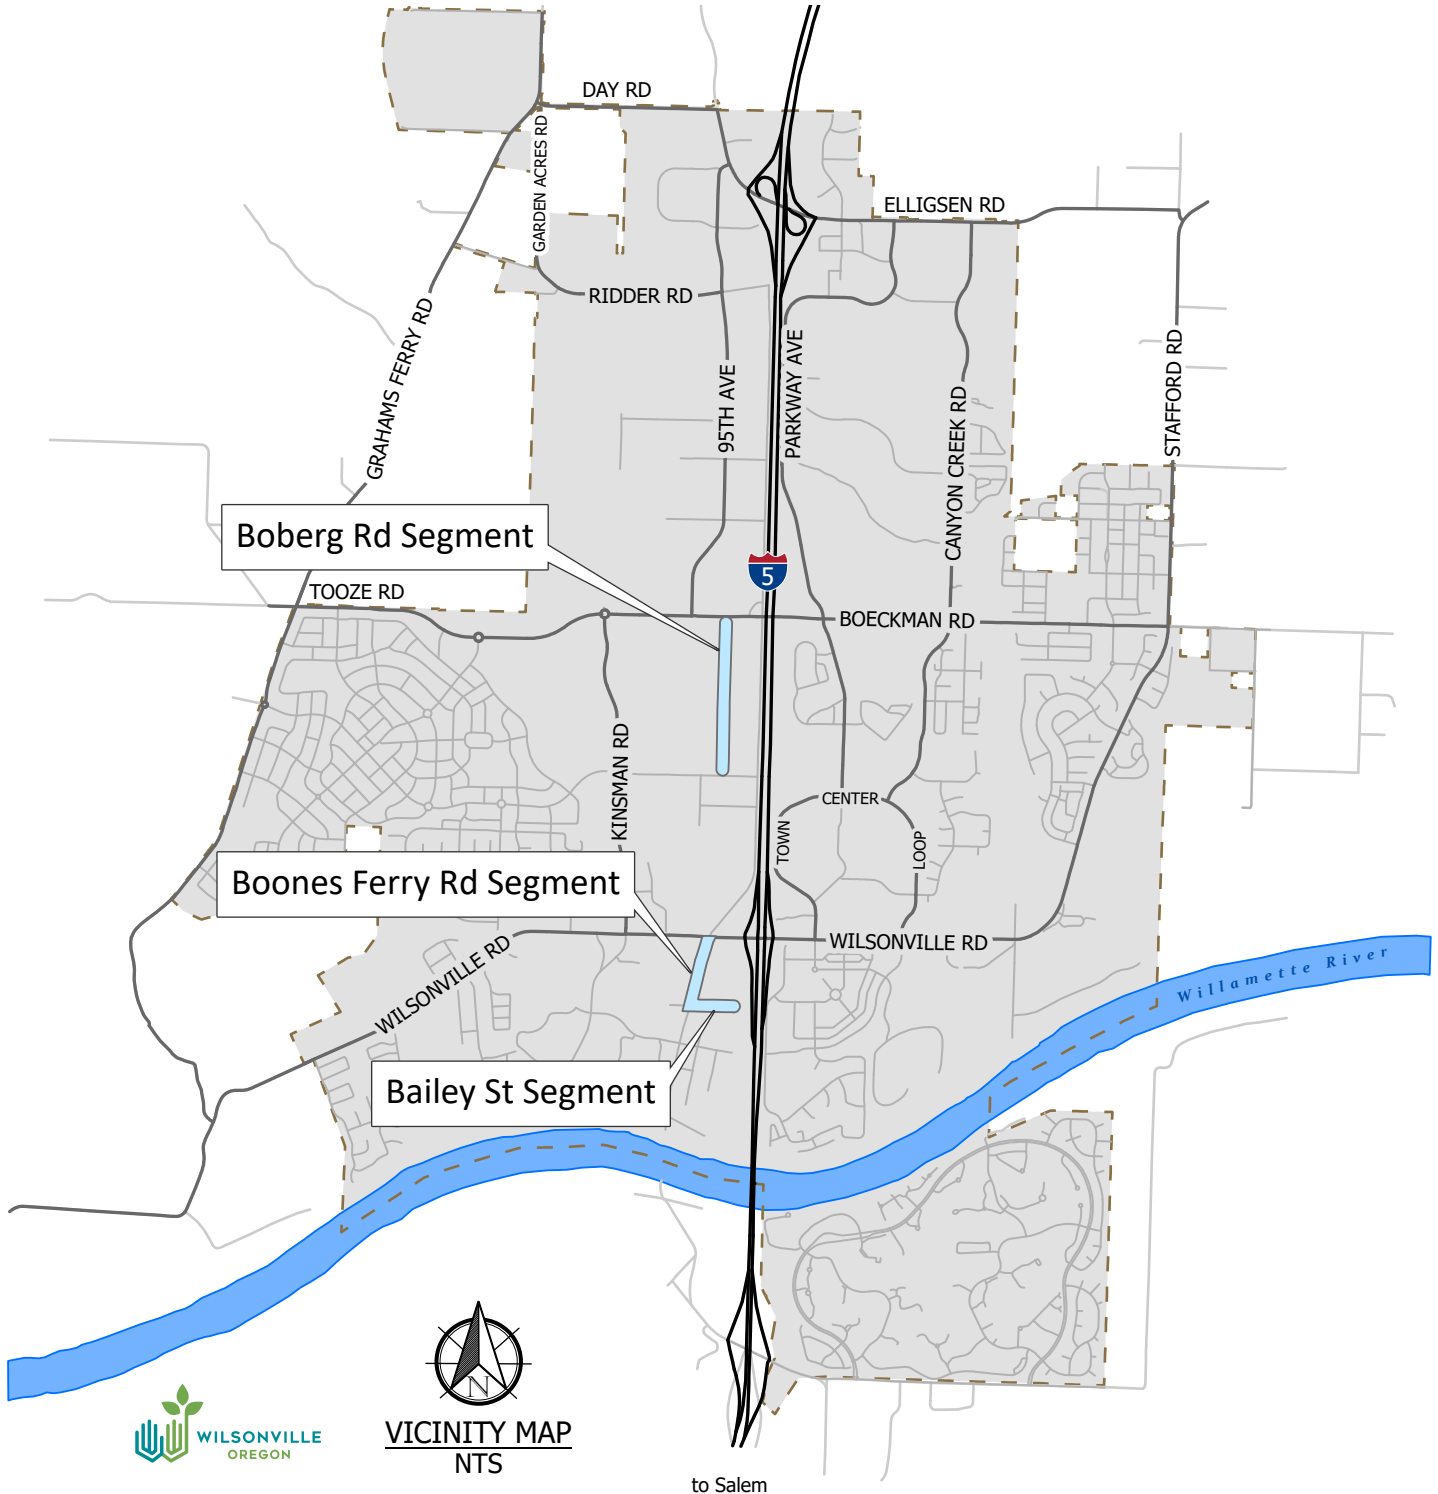 DAY RD
GARDEN ACRES RD
ELLIGSEN RD
RIDDER RD
GRAHAMS FERRY RD
95TH AVE
PARKWAY AVE
CANYON CREEK RD
STAFFORD RD
Boberg Rd Segment
5
TOOZE RD
BOECKMAN RD
KINSMAN RD
CENTER
TOWN
LOOP
Boones Ferry Rd Segment
WILSONVILLE RD
WILSONVILLE RD
Willamette River
Bailey St Segment
N
WILSONVILLE
OREGON
VICINITY MAP
NTS
to Salem